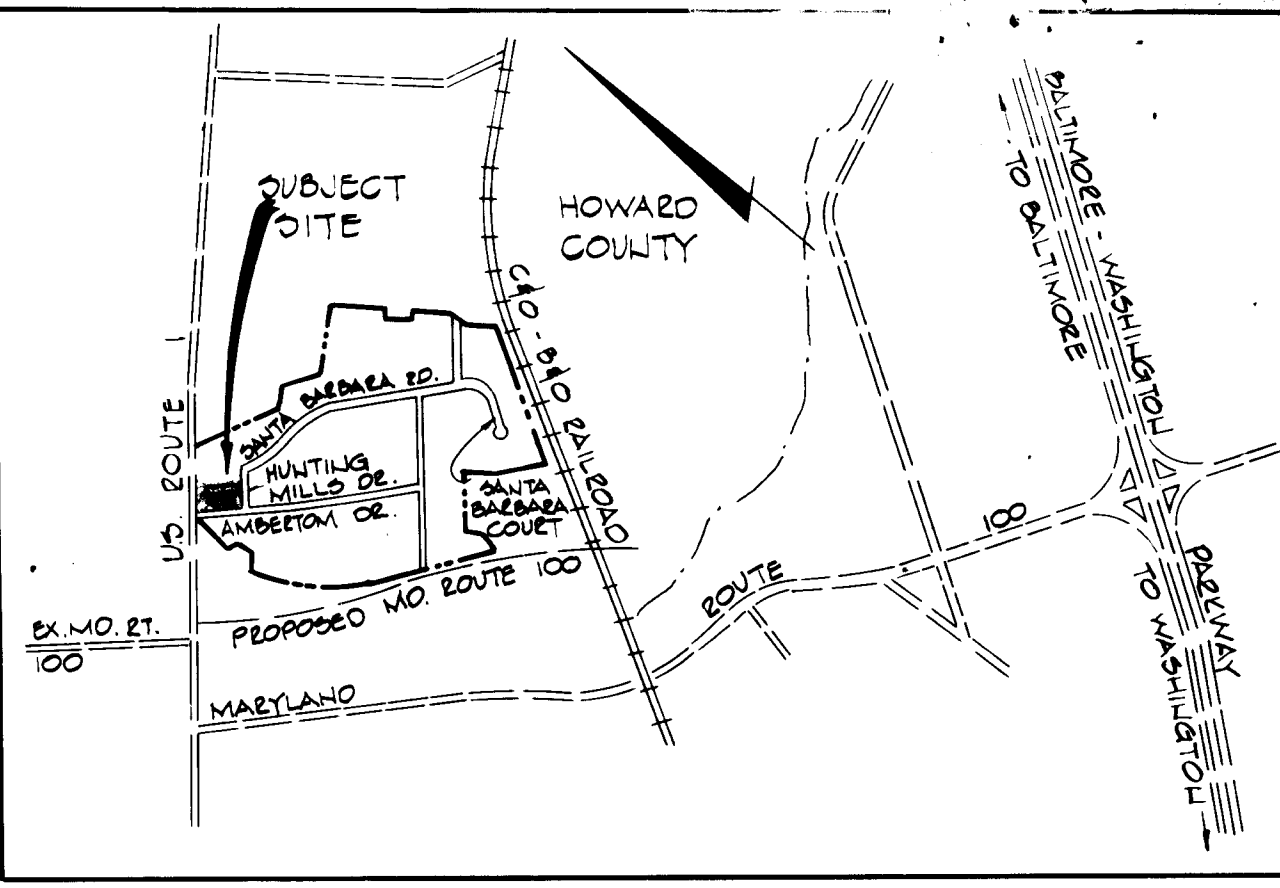 SUBJECT
SITE
HOWARD
COUNTY
BALTIMORE - WASHINGTON
PARKWAY
TO BALTIMORE
TO WASHINGTON
C&O - B&O RAILROAD
U.S. ROUTE 1
SANTA BARBARA RD.
HUNTING
MILLS DR.
AMBERTON DR.
SANTA
BARBARA
COURT
PROPOSED MD. ROUTE 100
EX. MD. RT.
100
MARYLAND ROUTE 100